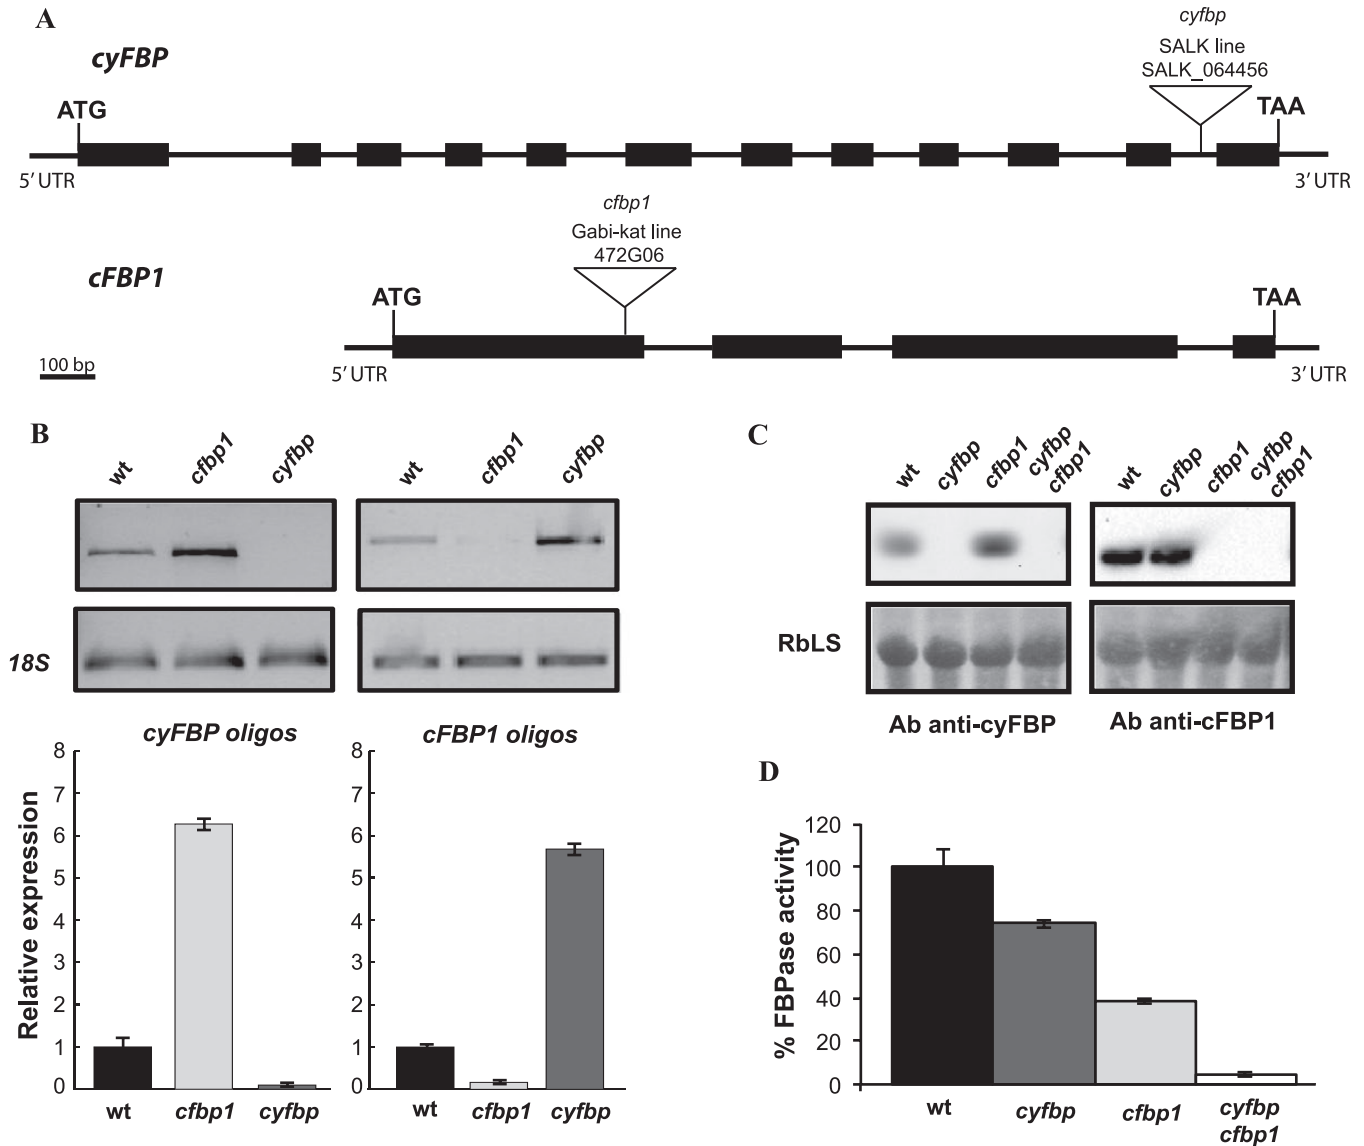 A
cyfbp
SALK line
SALK_064456
cyFBP
ATG
TAA
5' UTR
3' UTR
cfbp1
Gabi-kat line
472G06
cFBP1
ATG
TAA
100 bp
5' UTR
3' UTR
B
wt
cfbp1
cyfbp
wt
cfbp1
cyfbp
18S
cyFBP oligos
cFBP1 oligos
Relative expression
8
7
6
5
4
3
2
1
0
wt
cfbp1
cyfbp
8
7
6
5
4
3
2
1
0
wt
cfbp1
cyfbp
C
wt
cyfbp
cfbp1
cyfbp
cfbp1
wt
cyfbp
cfbp1
cyfbp
cfbp1
RbLS
Ab anti-cyFBP
Ab anti-cFBP1
D
% FBPase activity
120
100
80
60
40
20
0
wt
cyfbp
cfbp1
cyfbp
cfbp1